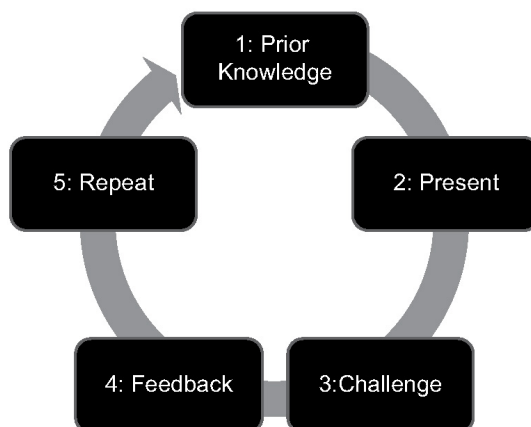 1: Prior
Knowledge
2: Present
3:Challenge
4: Feedback
5: Repeat